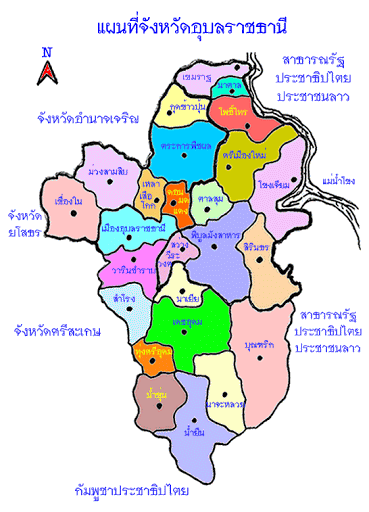 แผนที่จังหวัดอุบลราชธานี
N
สาธารณรัฐ
ประชาธิปไตย
ประชาชนลาว
เขมราฐ
นาตาล
จังหวัดอำนาจเจริญ
กุดข้าวปุ้น
โพธิ์ไทร
ตระการพืชผล
ศรีเมืองใหม่
ม่วงสามสิบ
โขงเจียม
แม่น้ำโขง
เหล่า
เสือ
โก้ก
ดอน
มด
แดง
ตาลสุม
เขื่องใน
จังหวัด
ยโสธร
เมืองอุบลราชธานี
สว่าง
วีระ
วงศ์
พิบูลมังสาหาร
สิรินธร
วารินชำราบ
นาเยีย
สำโรง
จังหวัดศรีสะเกษ
เดชอุดม
สาธารณรัฐ
ประชาธิปไตย
ประชาชนลาว
บุณฑริก
ทุ่งศรีอุดม
น้ำขุ่น
นาจะหลวย
น้ำยืน
กัมพูชาประชาธิปไตย